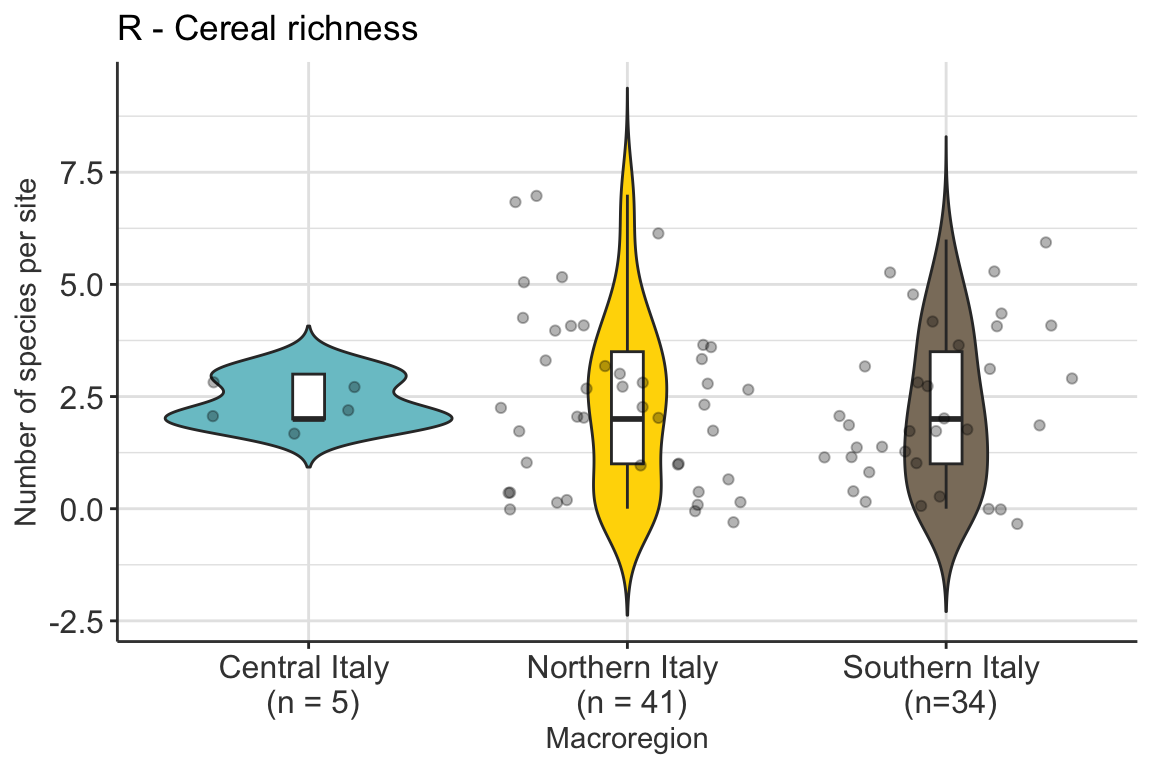 R - Cereal richness
Number of species per site
7.5
5.0
2.5
0.0
-2.5
Central Italy
(n = 5)
Northern Italy
(n = 41)
Southern Italy
(n=34)
Macroregion